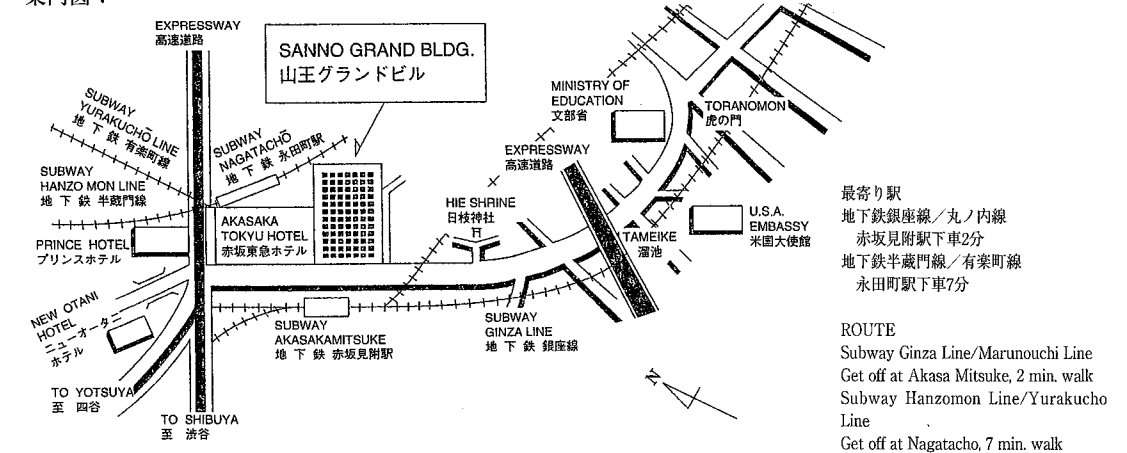 案内図：
EXPRESSWAY
高速道路
SANNO GRAND BLDG.
山王グランドビル
SUBWAY
YURAKUCHŌ LINE
地下鉄 有楽町線
SUBWAY
NAGATACHŌ
地下鉄 永田町駅
SUBWAY
HANZO MON LINE
地下鉄 半蔵門線
PRINCE HOTEL
プリンスホテル
AKASAKA
TOKYU HOTEL
赤坂東急ホテル
HIE SHRINE
日枝神社
MINISTRY OF
EDUCATION
文部省
EXPRESSWAY
高速道路
TORANOMON
虎の門
U.S.A.
EMBASSY
米国大使館
TAMEIKE
溜池
NEW OTANI
HOTEL
ニューオータニ
ホテル
SUBWAY
AKASAKAMITSUKE
地下鉄 赤坂見附駅
SUBWAY
GINZA LINE
地下鉄 銀座線
TO YOTSUYA
至 四谷
TO SHIBUYA
至 渋谷
N
最寄り駅
地下鉄銀座線／丸ノ内線
赤坂見附駅下車2分
地下鉄半蔵門線／有楽町線
永田町駅下車7分
ROUTE
Subway Ginza Line/Marunouchi Line
Get off at Akasa Mitsuke, 2 min. walk
Subway Hanzomon Line/Yurakucho
Line
Get off at Nagatacho, 7 min. walk